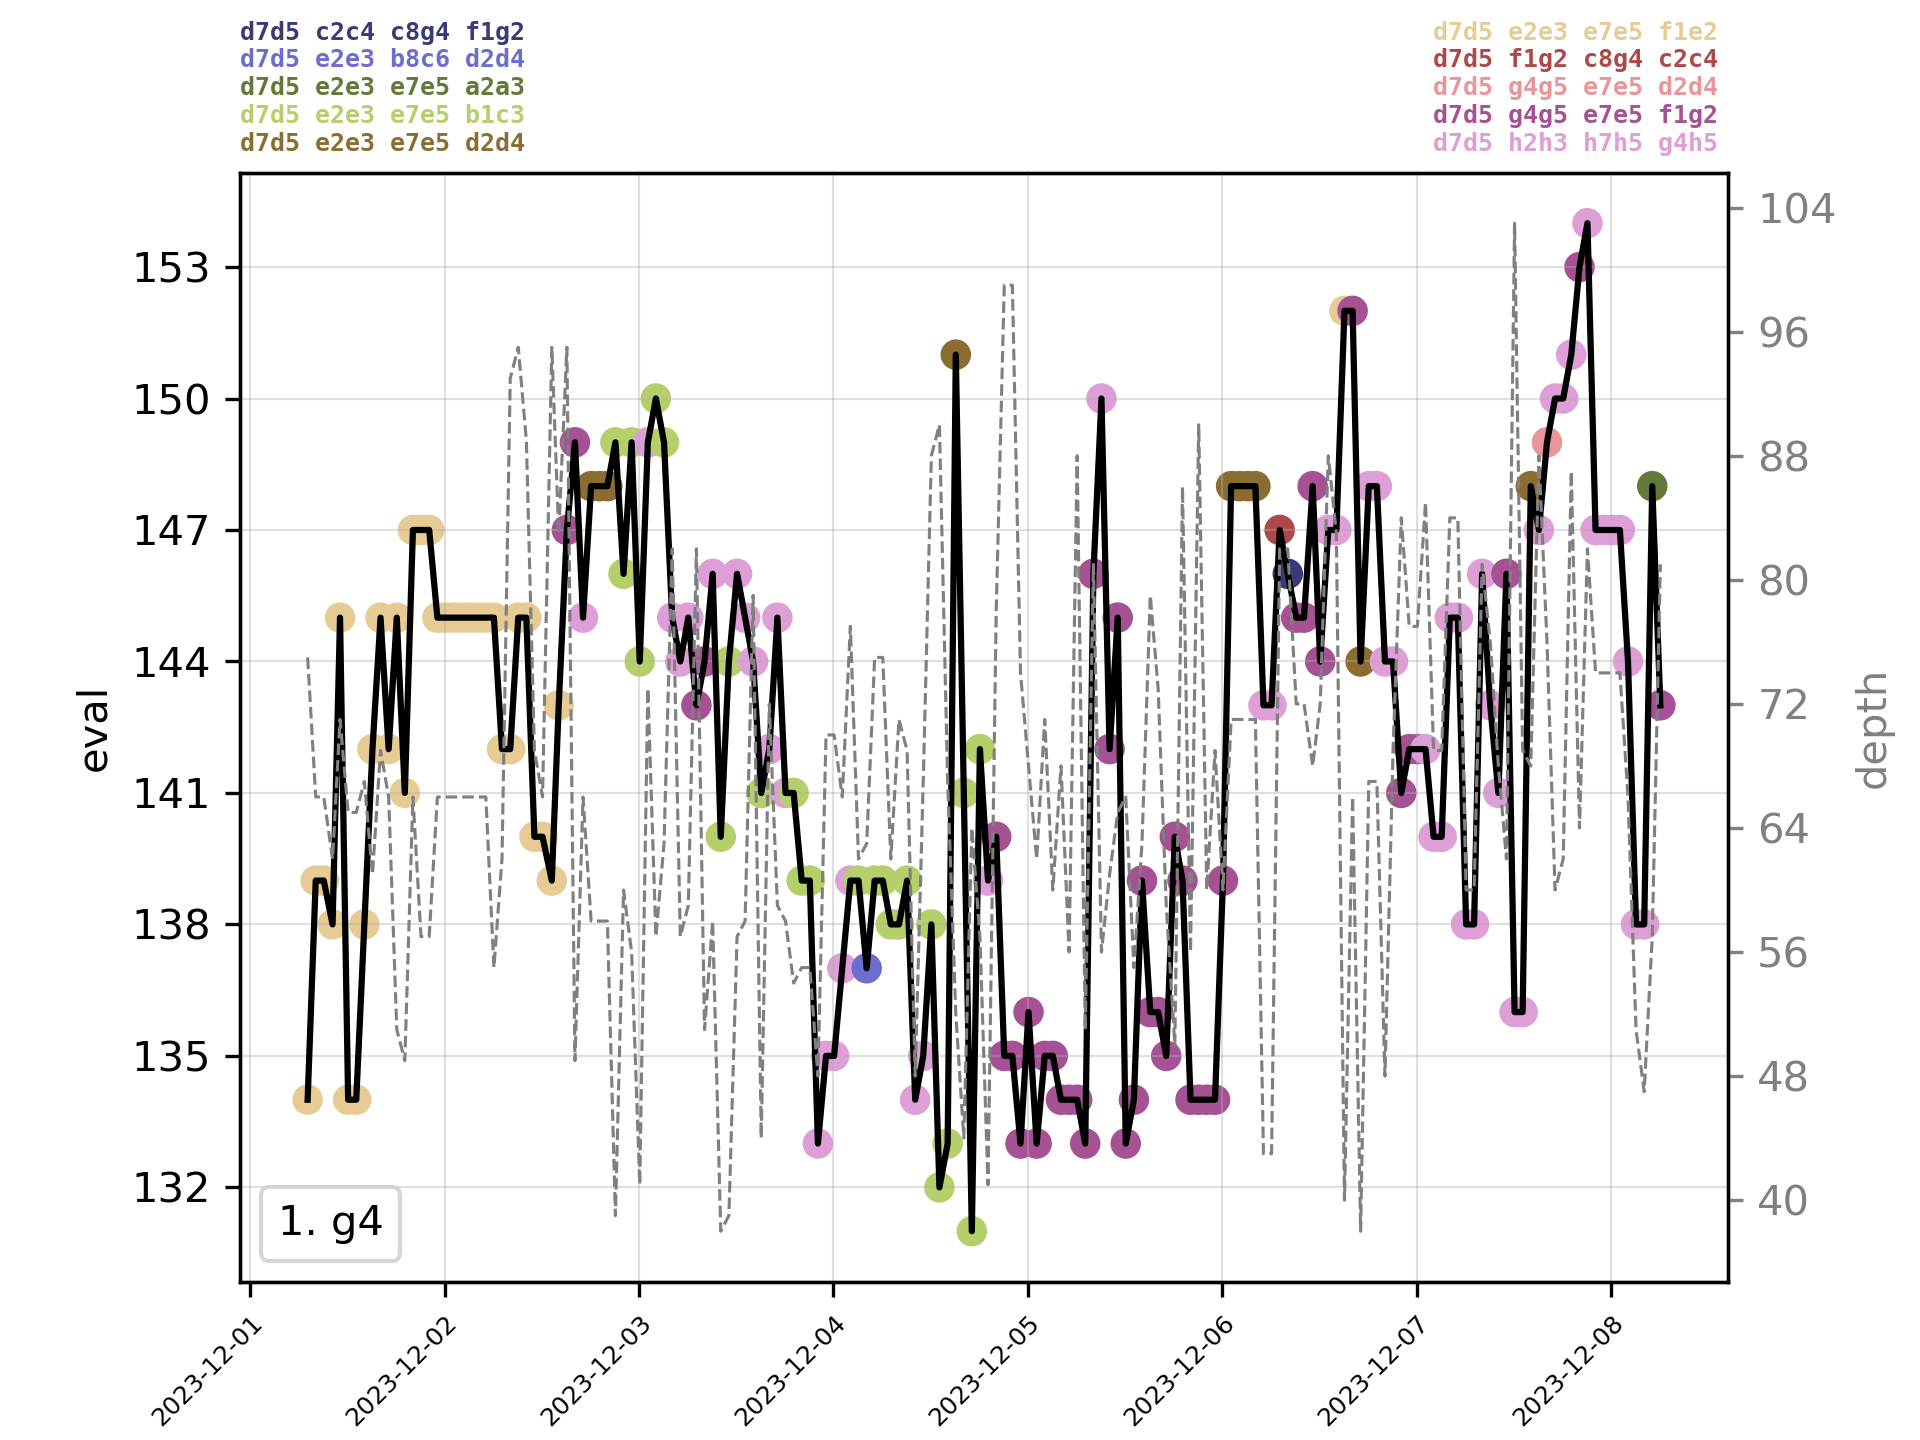 d7d5 c2c4 c8g4 f1g2
d7d5 e2e3 b8c6 d2d4
d7d5 e2e3 e7e5 a2a3
d7d5 e2e3 e7e5 b1c3
d7d5 e2e3 e7e5 d2d4
d7d5 e2e3 e7e5 f1e2
d7d5 f1g2 c8g4 c2c4
d7d5 g4g5 e7e5 d2d4
d7d5 g4g5 e7e5 f1g2
d7d5 h2h3 h7h5 g4h5
eval
153
150
147
144
141
138
135
132
104
96
88
80
72
64
56
48
40
depth
1. g4
2023-12-01
2023-12-02
2023-12-03
2023-12-04
2023-12-05
2023-12-06
2023-12-07
2023-12-08